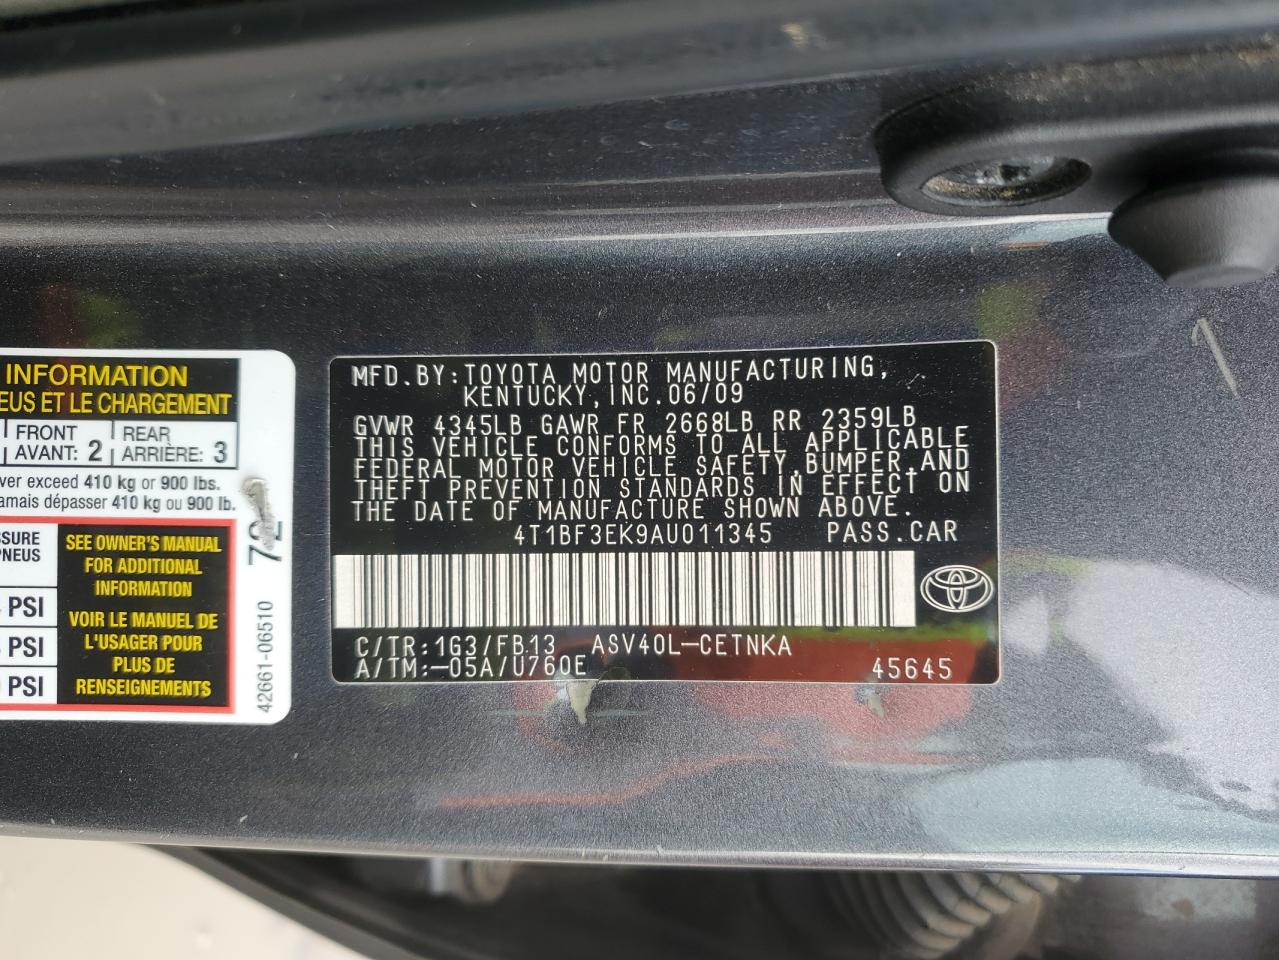 INFORMATION
EUS ET LE CHARGEMENT
FRONT
AVANT: 2
REAR
ARRIÈRE: 3
ver exceed 410 kg or 900 lbs.
amais dépasser 410 kg ou 900 lb.
SSURE
PNEUS
PSI
PSI
PSI
SEE OWNER'S MANUAL
FOR ADDITIONAL
INFORMATION
VOIR LE MANUEL DE
L'USAGER POUR
PLUS DE
RENSEIGNEMENTS
72
42661-06510
MFD.BY:TOYOTA MOTOR MANUFACTURING,
KENTUCKY,INC.06/09
GVWR 4345LB GAWR FR 2668LB RR 2359LB
THIS VEHICLE CONFORMS TO ALL APPLICABLE
FEDERAL MOTOR VEHICLE SAFETY,BUMPER,AND
THEFT PREVENTION STANDARDS IN EFFECT ON
THE DATE OF MANUFACTURE SHOWN ABOVE.
4T1BF3EK9AU011345 PASS.CAR
C/TR:1G3/FB13 ASV40L-CETNKA
A/TM:-05A/U760E 45645